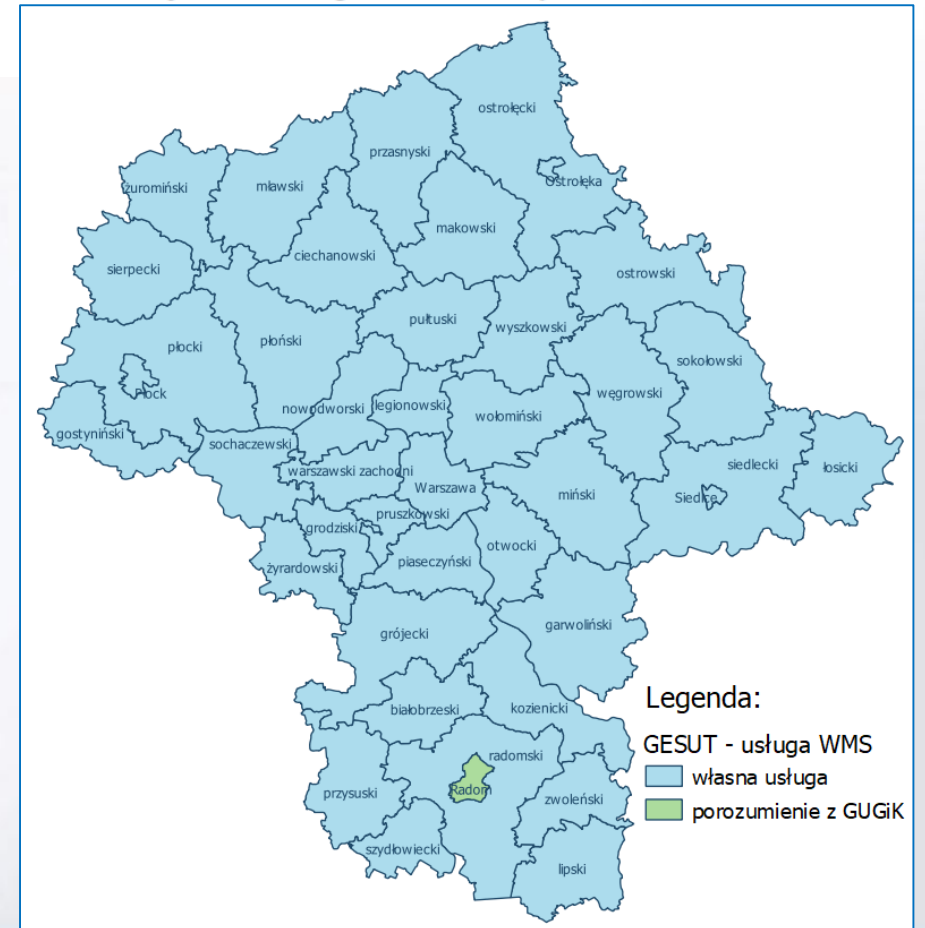 ostrołęcki
przasnyski
Ostrołęka
żuromiński
mławski
makowski
ciechanowski
sierpecki
ostrowski
pułtuski
wyszkowski
płoński
płocki
sokołowski
Płock
węgrowski
nowodworski
legionowski
wołomiński
gostyniński
sochaczewski
siedlecki
łosicki
warszawski zachodni
Warszawa
miński
Siedlce
pruszkowski
grodziski
otwocki
piaseczyński
żyrardowski
garwoliński
grójecki
Legenda:
białobrzeski
kozienicki
GESUT - usługa WMS
radomski
własna usługa
Radom
przysuski
zwoleński
porozumienie z GUGiK
szydłowiecki
lipski